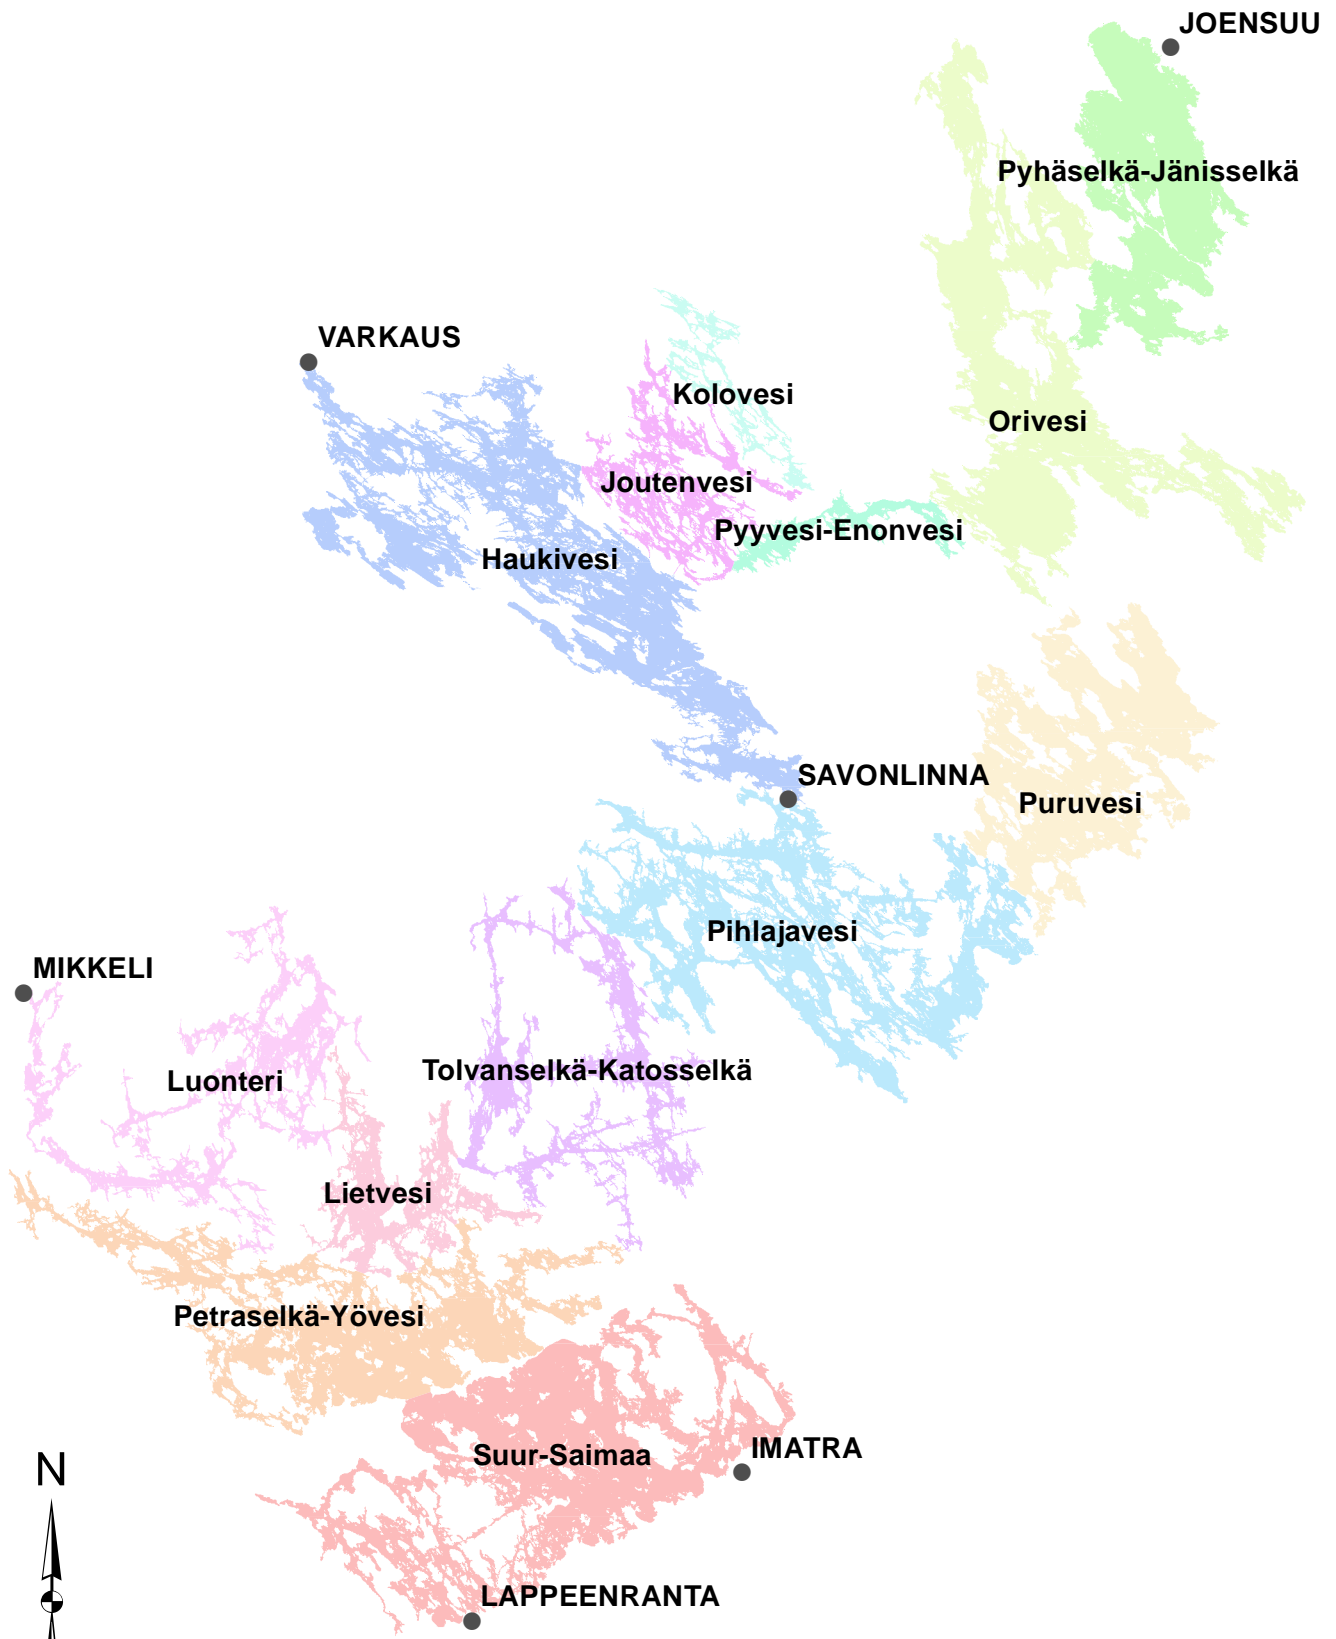 JOENSUU
Pyhäselkä-Jänisselkä
VARKAUS
Kolovesi
Orivesi
Joutenvesi
Pyyvesi-Enonvesi
Haukivesi
SAVONLINNA
Puruvesi
Pihlajavesi
MIKKELI
Luonteri
Tolvanselkä-Katosselkä
Lietvesi
Petraselkä-Yövesi
Suur-Saimaa
IMATRA
N
LAPPEENRANTA